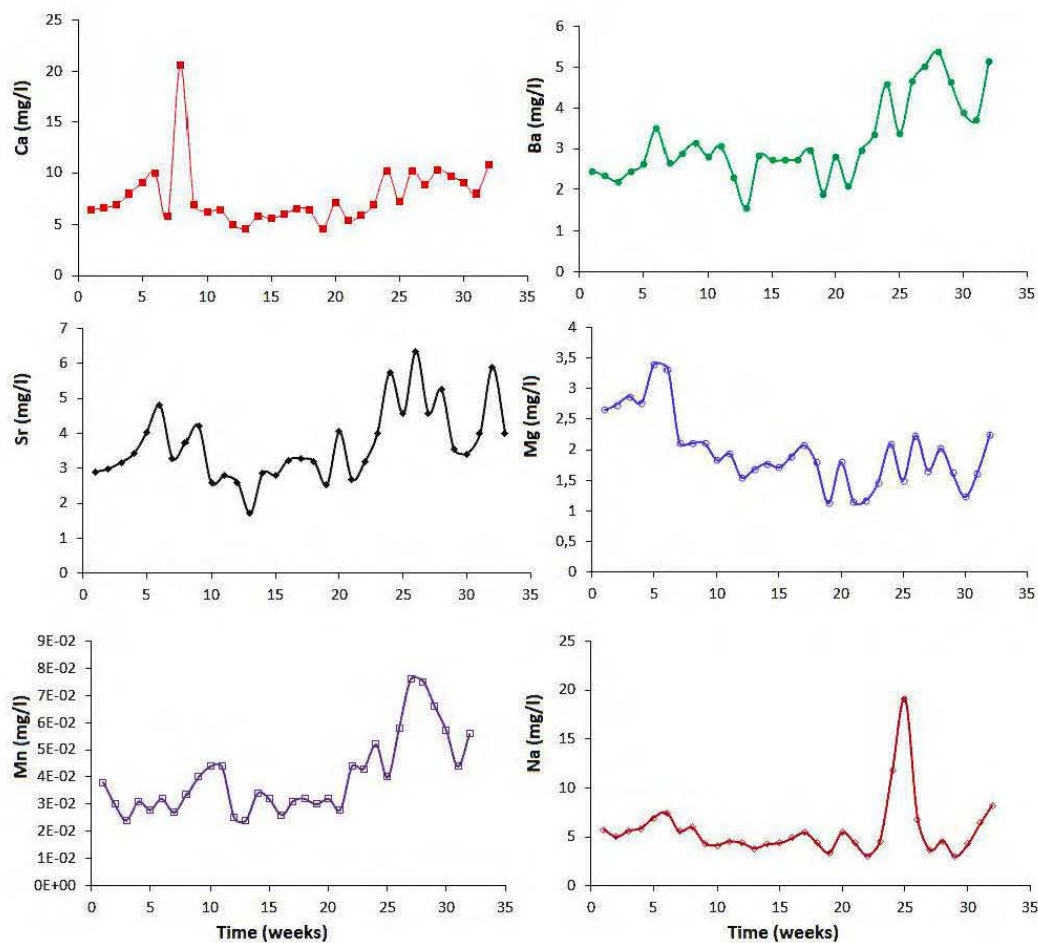 Ca (mg/l)
25
20
15
10
5
0
0 5 10 15 20 25 30 35
Ba (mg/l)
6
5
4
3
2
1
0
0 5 10 15 20 25 30 35
Sr (mg/l)
7
6
5
4
3
2
1
0
0 5 10 15 20 25 30 35
Mg (mg/l)
4
3,5
3
2,5
2
1,5
1
0,5
0
0 5 10 15 20 25 30 35
Mn (mg/l)
9E-02
8E-02
7E-02
6E-02
5E-02
4E-02
3E-02
2E-02
1E-02
0E+00
0 5 10 15 20 25 30 35
Time (weeks)
Na (mg/l)
25
20
15
10
5
0
0 5 10 15 20 25 30 35
Time (weeks)